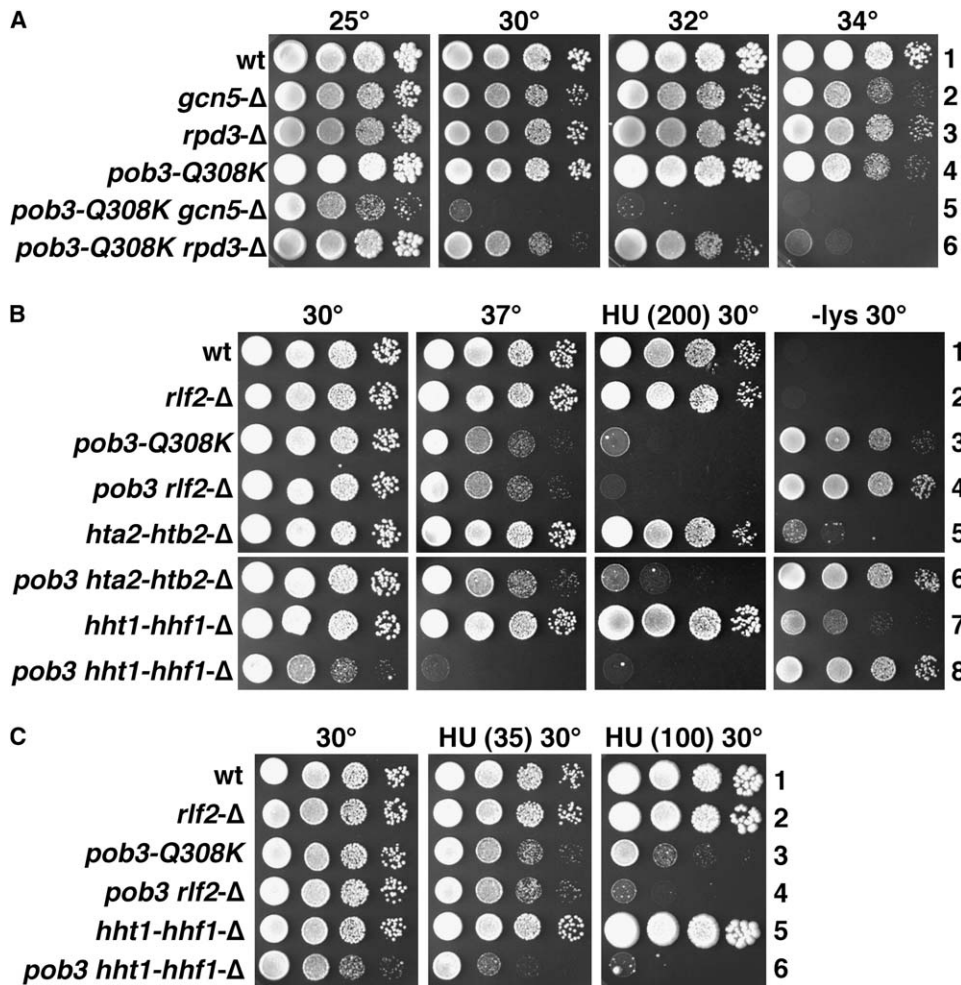 A
25° 30° 32° 34°
wt 1
gcn5-Δ 2
rpd3-Δ 3
pob3-Q308K 4
pob3-Q308K gcn5-Δ 5
pob3-Q308K rpd3-Δ 6
B
30° 37° HU (200) 30° -lys 30°
wt 1
rlf2-Δ 2
pob3-Q308K 3
pob3 rlf2-Δ 4
hta2-htb2-Δ 5
pob3 hta2-htb2-Δ 6
hht1-hhf1-Δ 7
pob3 hht1-hhf1-Δ 8
C
30° HU (35) 30° HU (100) 30°
wt 1
rlf2-Δ 2
pob3-Q308K 3
pob3 rlf2-Δ 4
hht1-hhf1-Δ 5
pob3 hht1-hhf1-Δ 6